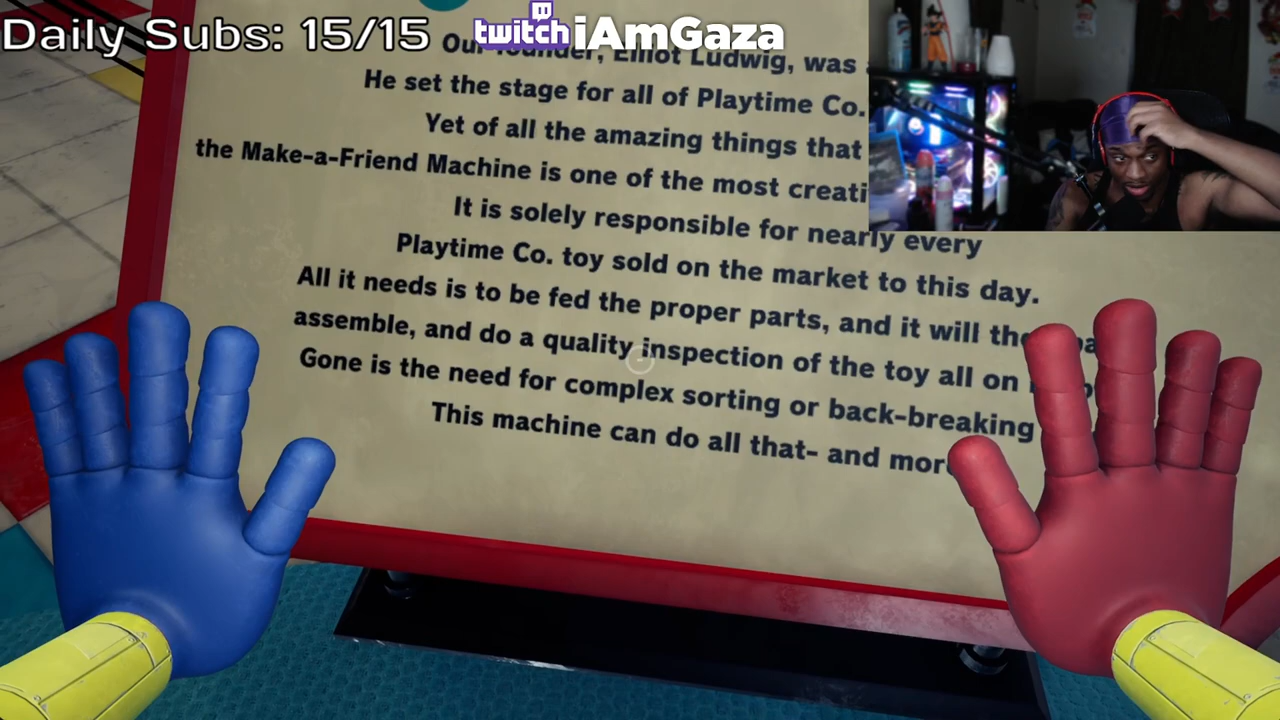 Daily Subs: 15/15
twitch iAmGaza
Our founder, Elliot Ludwig, was
He set the stage for all of Playtime Co.
Yet of all the amazing things that
the Make-a-Friend Machine is one of the most
It is solely responsible for nearly every
Playtime Co. toy sold on the market to this day.
All it needs is to be fed the proper parts, and it will
assemble, and do a quality inspection of the toy all on
Gone is the need for complex sorting or back-breaking
This machine can do all that- and more